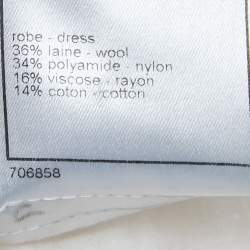 robe - dress
36% laine - wool
34% polyamide - nylon
16% viscose - rayon
14% coton - cotton
706858